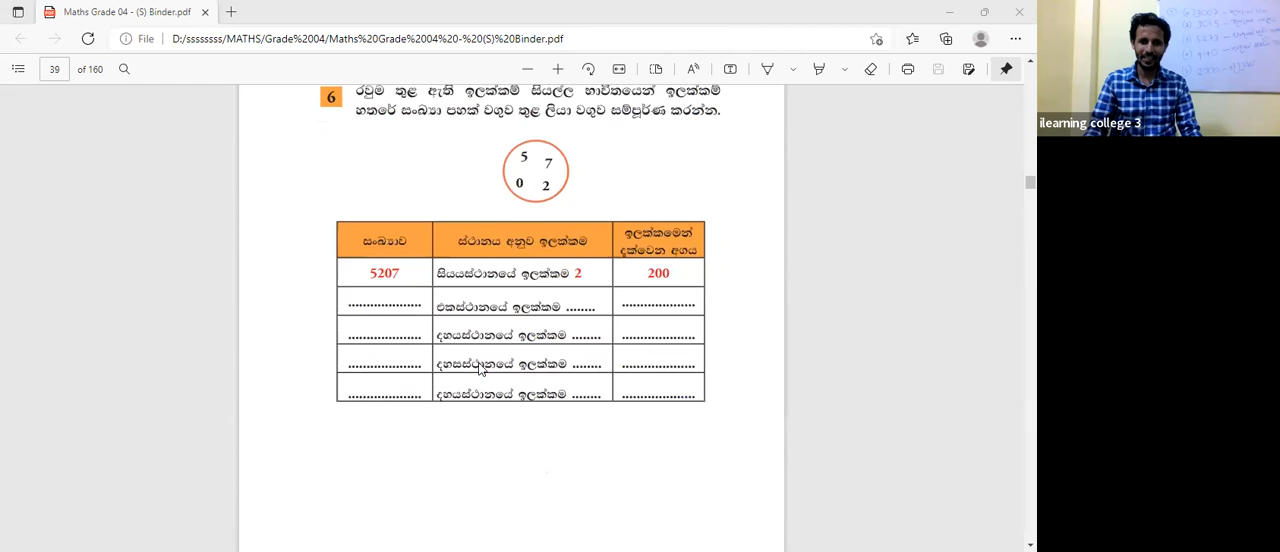 Maths Grade 04 - (S) Binder.pdf
File
D:/ssssssss/MATHS/Grade%2004/Maths%20Grade%2004%20-%20(S)%20Binder.pdf
39 of 160
6 රවුම තුළ ඇති ඉලක්කම් සියල්ල භාවිතයෙන් ඉලක්කම්
හතරේ සංඛ්‍යා පහක් වගුව තුළ ලියා වගුව සම්පූර්ණ කරන්න.
5 7
0 2
සංඛ්‍යාව ස්ථානය අනුව ඉලක්කම ඉලක්කමෙන් දැක්වෙන අගය
5207 සියයස්ථානයේ ඉලක්කම 2 200
.................... එකස්ථානයේ ඉලක්කම ........ ....................
.................... දහයස්ථානයේ ඉලක්කම ........ ....................
.................... දහසස්ථානයේ ඉලක්කම ........ ....................
.................... දහයස්ථානයේ ඉලක්කම ........ ....................
ilearning college 3